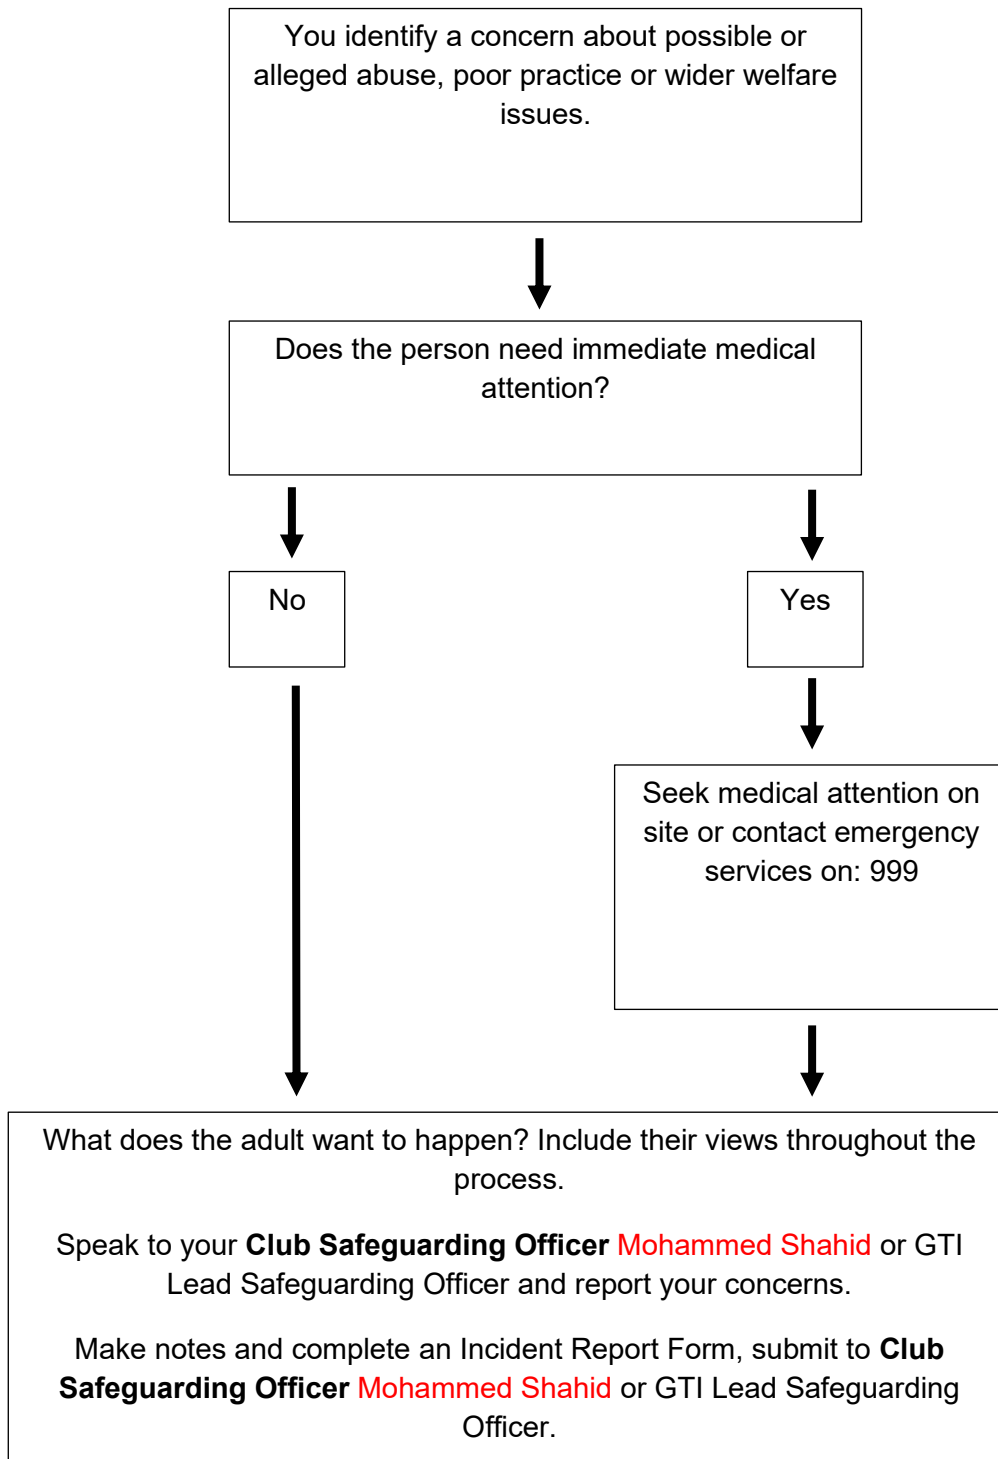 You identify a concern about possible or
alleged abuse, poor practice or wider welfare
issues.
Does the person need immediate medical
attention?
No
Yes
Seek medical attention on
site or contact emergency
services on: 999
What does the adult want to happen? Include their views throughout the
process.
Speak to your Club Safeguarding Officer Mohammed Shahid or GTI
Lead Safeguarding Officer and report your concerns.
Make notes and complete an Incident Report Form, submit to Club
Safeguarding Officer Mohammed Shahid or GTI Lead Safeguarding
Officer.